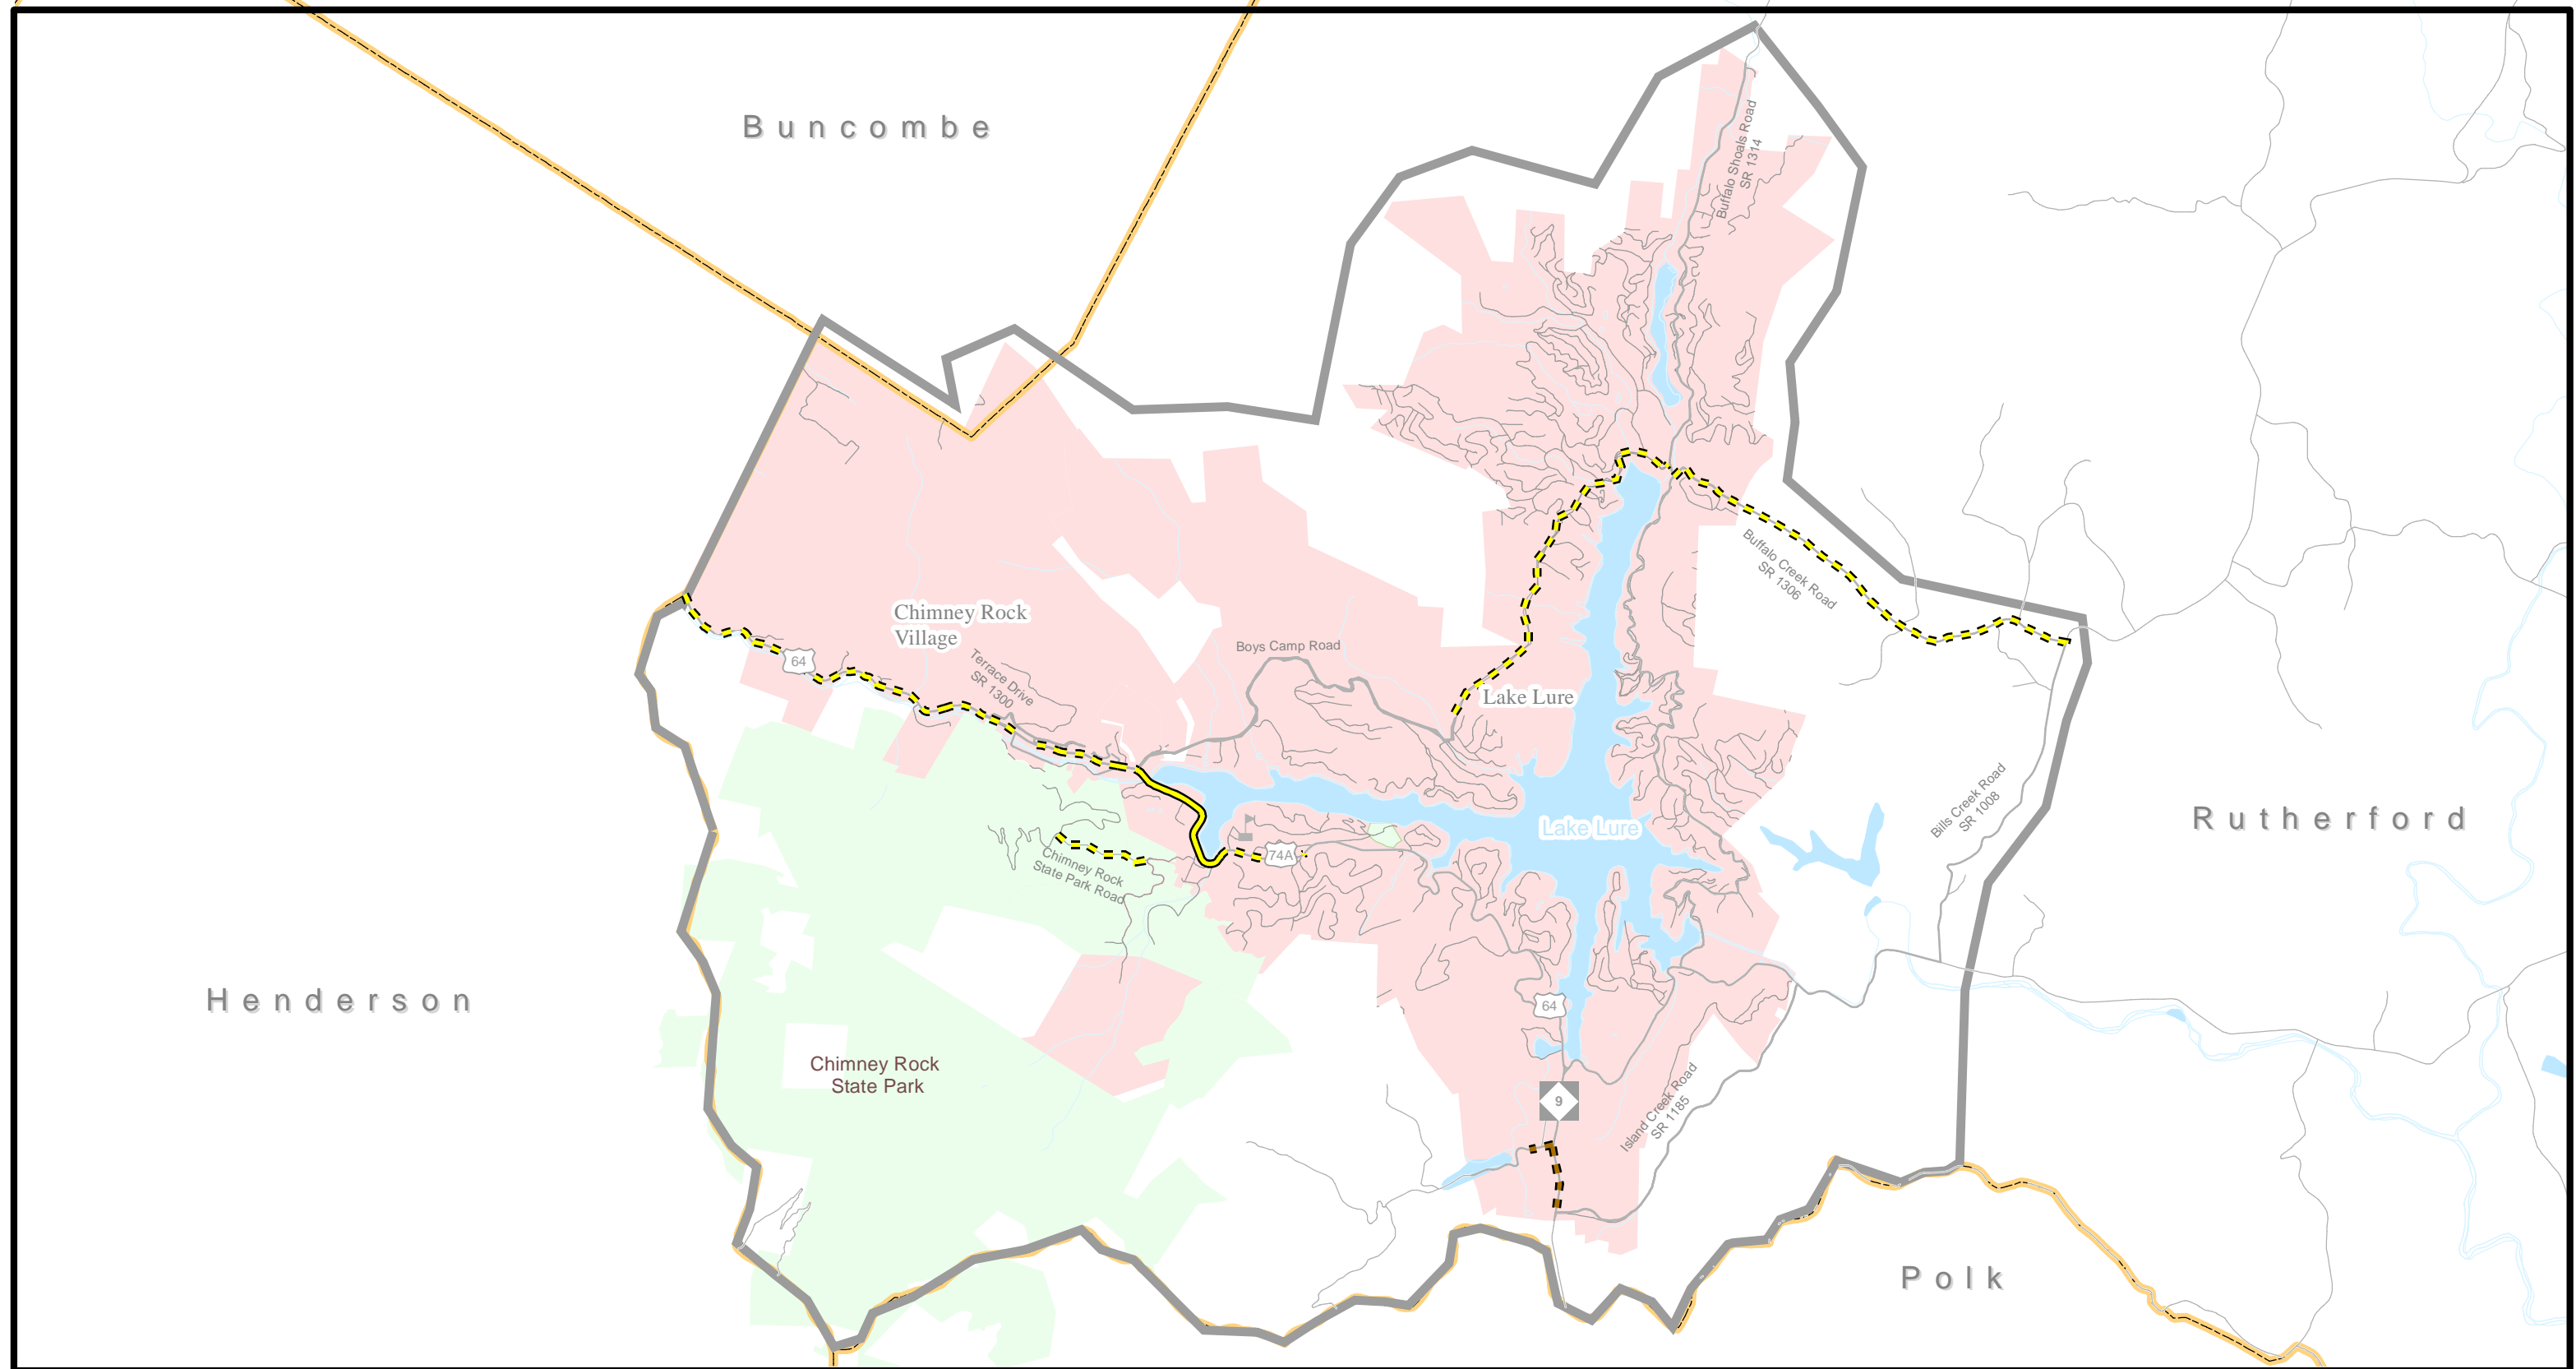 Buncombe
Buffalo Shoals Road
SR 1314
Buffalo Creek Road
SR 1306
Chimney Rock
Village
Terrace Drive
SR 1300
Boys Camp Road
64
Lake Lure
Lake Lure
Bills Creek Road
SR 1008
Rutherford
74A
Chimney Rock
State Park Road
Henderson
64
Chimney Rock
State Park
9
Island Creek Road
SR 1185
Polk